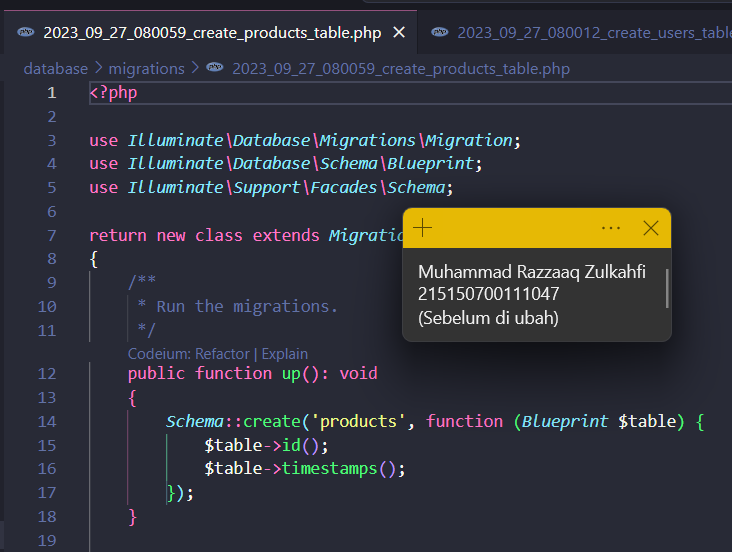 2023_09_27_080059_create_products_table.php
2023_09_27_080012_create_users_table
database > migrations > 2023_09_27_080059_create_products_table.php
1 <?php
2
3 use Illuminate\Database\Migrations\Migration;
4 use Illuminate\Database\Schema\Blueprint;
5 use Illuminate\Support\Facades\Schema;
6
7 return new class extends Migratio
8 {
9 /**
10 * Run the migrations.
11 */
Codeium: Refactor | Explain
12 public function up(): void
13 {
14 Schema::create('products', function (Blueprint $table) {
15 $table->id();
16 $table->timestamps();
17 });
18 }
19
Muhammad Razzaaq Zulkahfi
215150700111047
(Sebelum di ubah)